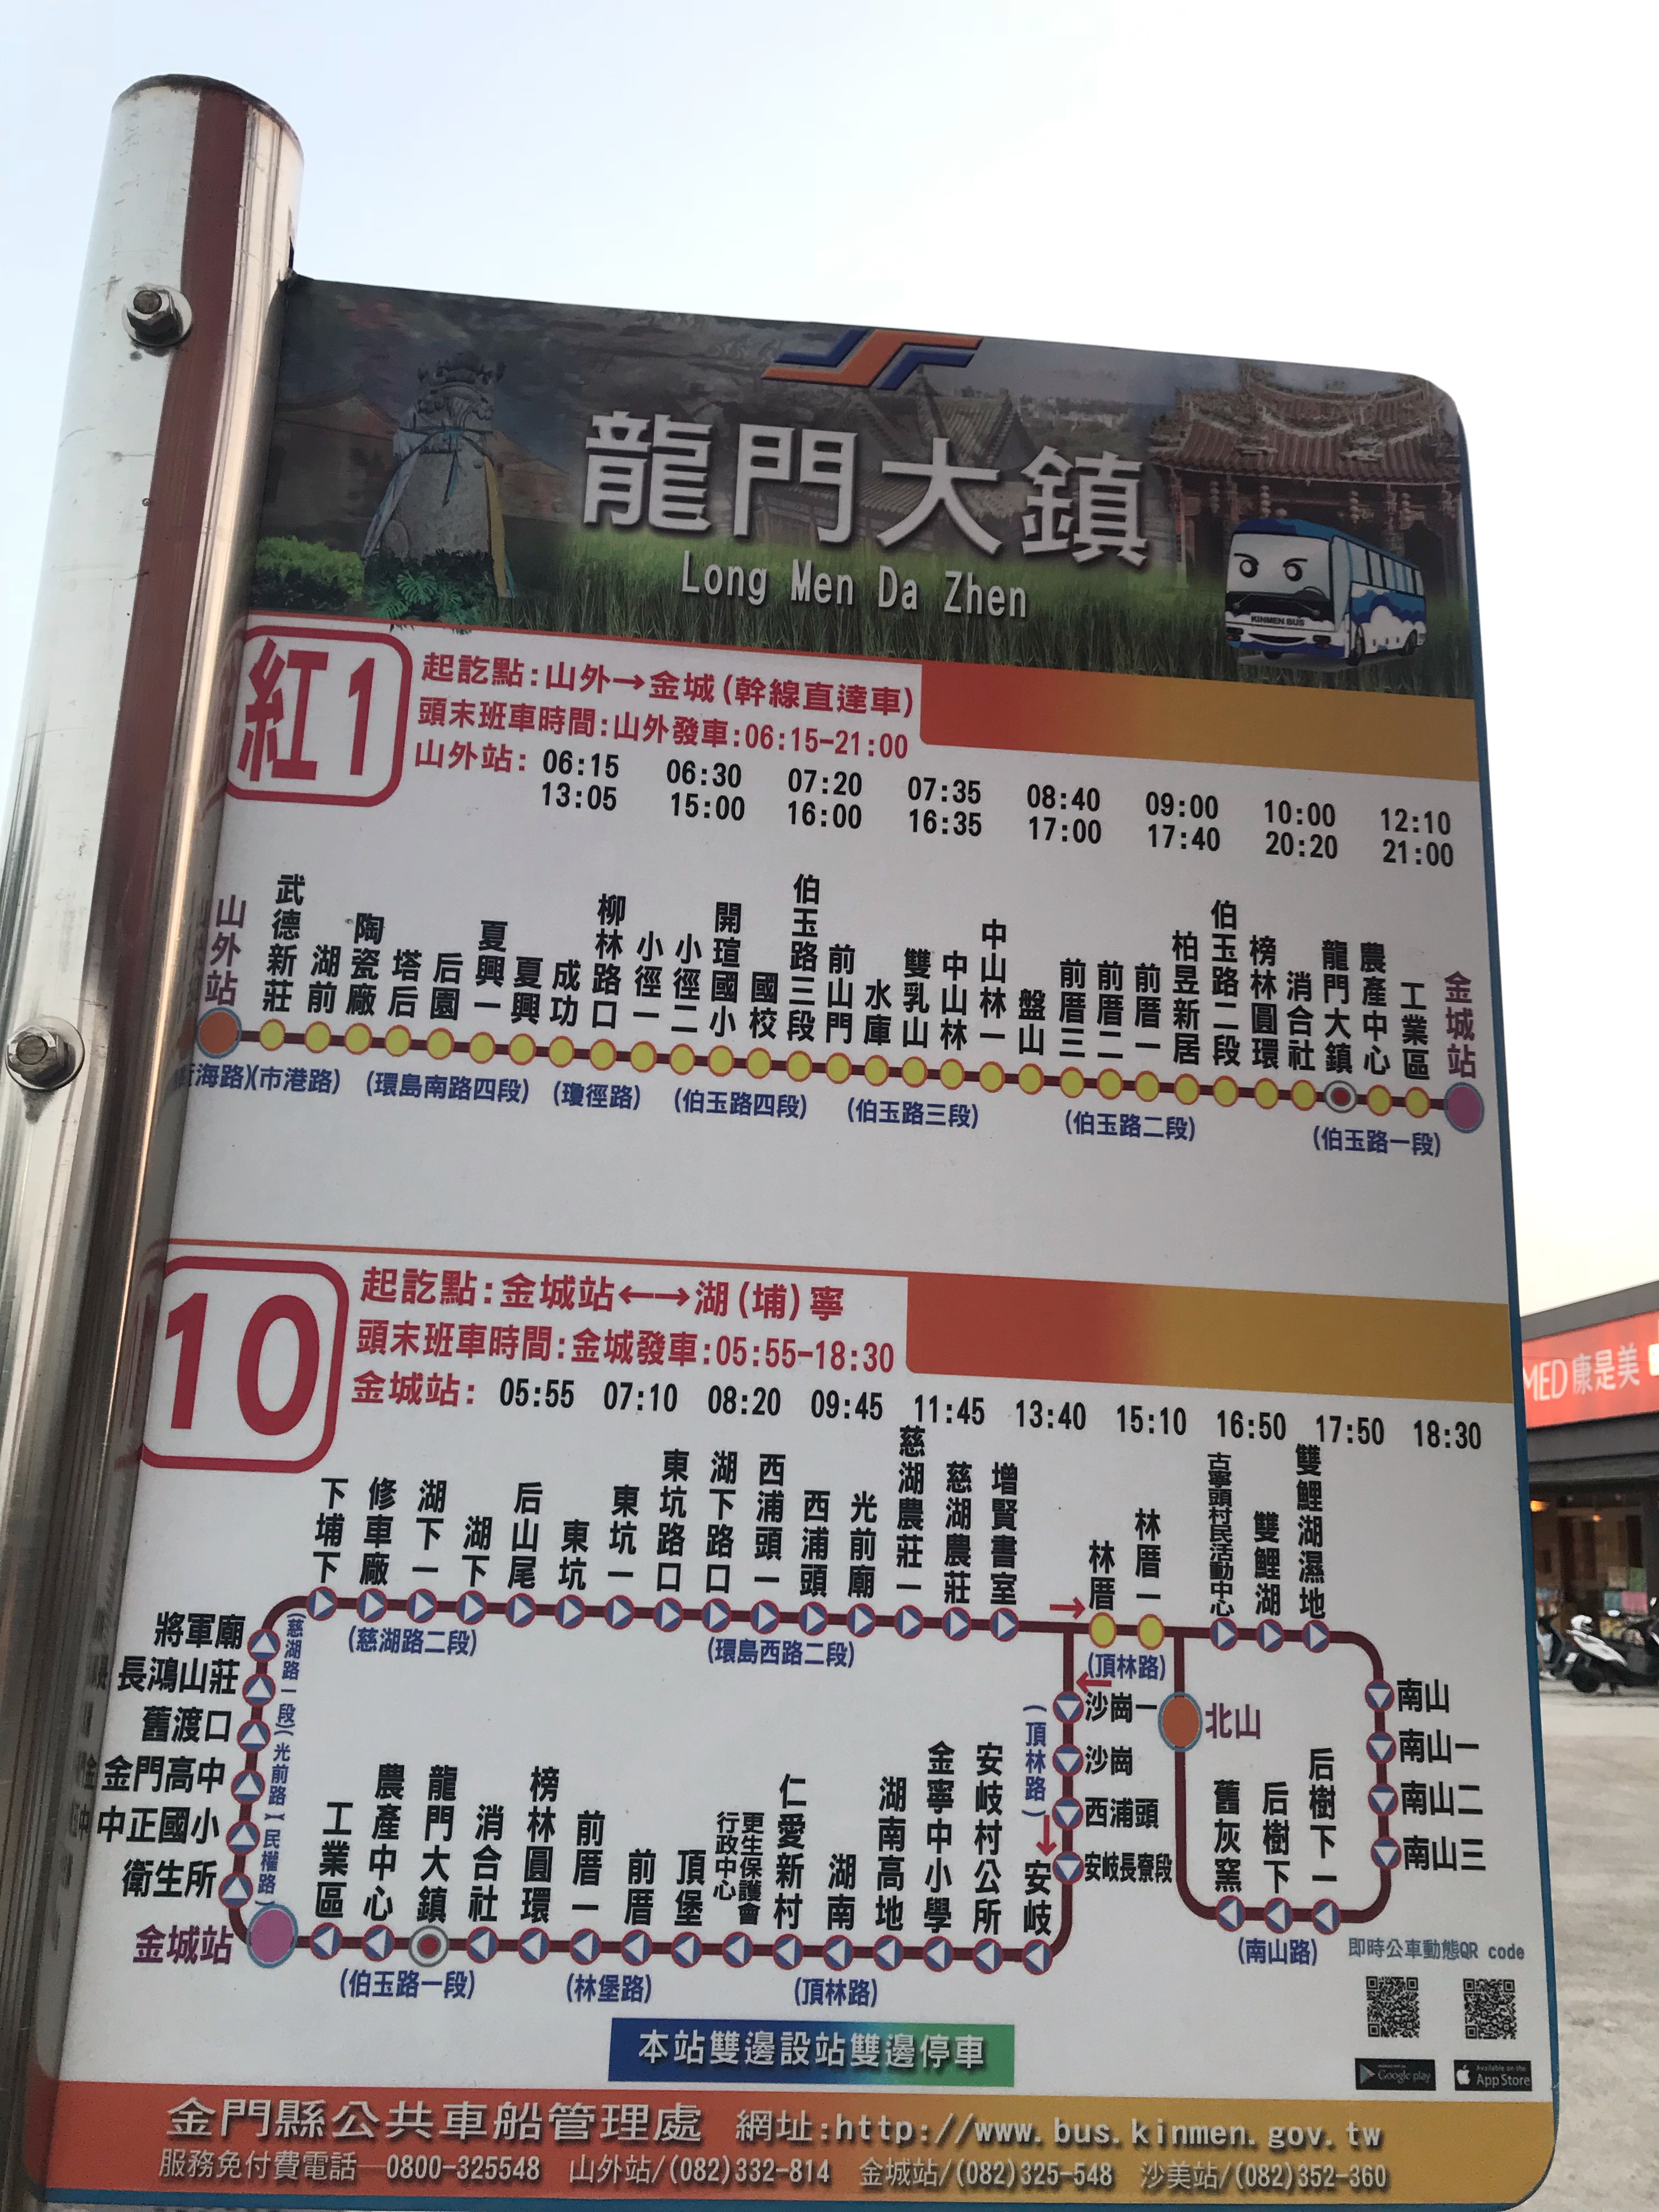 龍門大鎮
Long Men Da Zhen
KINMEN BUS
紅1
起訖點:山外→金城(幹線直達車)
頭末班車時間:山外發車:06:15-21:00
山外站: 06:15 06:30 07:20 07:35 08:40 09:00 10:00 12:10
13:05 15:00 16:00 16:35 17:00 17:40 20:20 21:00
山外站
武德新莊
湖前
陶瓷廠
塔后
后園
夏興一
夏興
成功
柳林路口
小徑一
小徑二
開瑄國小
國校
伯玉路三段
前山門
水庫
雙乳山
中山林
中山林一
盤山
前厝三
前厝二
前厝一
柏昱新居
伯玉路二段
榜林圓環
消合社
龍門大鎮
農產中心
工業區
金城站
海路)(市港路) (環島南路四段) (瓊徑路) (伯玉路四段) (伯玉路三段) (伯玉路二段) (伯玉路一段)
10
起訖點:金城站←→湖(埔)寧
頭末班車時間:金城發車:05:55-18:30
金城站: 05:55 07:10 08:20 09:45 11:45 13:40 15:10 16:50 17:50 18:30
下埔下
修車廠
湖下一
湖下
后山尾
東坑
東坑一
東坑路口
湖下路口
西浦頭一
西浦頭
光前廟
慈湖農莊一
慈湖農莊
增賢書室
林厝
林厝一
古寧頭村民活動中心
雙鯉湖
雙鯉湖濕地
(慈湖路二段) (環島西路二段) (頂林路)
將軍廟
長鴻山莊
舊渡口
金門高中
中正國小
衛生所
金城站
(慈湖路一段)(光前路)(民權路)
沙崗一
沙崗
西浦頭
安岐長寮段
(頂林路)
北山
南山
南山一
南山二
南山三
舊灰窯
后樹下
后樹下一
(南山路)
工業區
農產中心
龍門大鎮
消合社
榜林圓環
前厝一
前厝
頂堡
更生保護會
行政中心
仁愛新村
湖南
湖南高地
金寧中小學
安岐村公所
安岐
(伯玉路一段) (林堡路) (頂林路)
即時公車動態QR code
Google play
Available on the
App Store
本站雙邊設站雙邊停車
金門縣公共車船管理處 網址:http://www.bus.kinmen.gov.tw
服務免付費電話 0800-325548 山外站/(082)332-814 金城站/(082)325-548 沙美站/(082)352-360
MED康是美